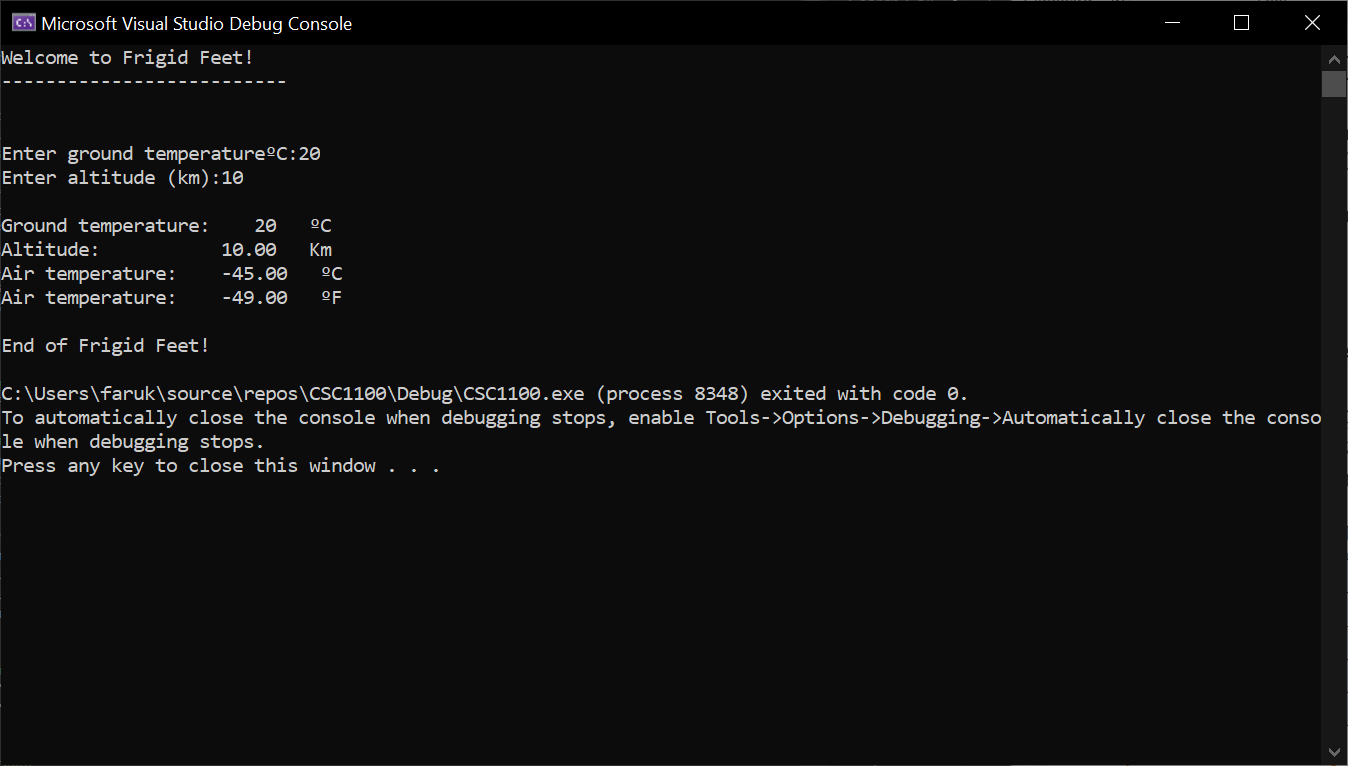 Microsoft Visual Studio Debug Console
Welcome to Frigid Feet!
--------------------------
Enter ground temperatureºC:20
Enter altitude (km):10
Ground temperature:    20   ºC
Altitude:           10.00   Km
Air temperature:    -45.00   ºC
Air temperature:    -49.00   ºF
End of Frigid Feet!
C:\Users\faruk\source\repos\CSC1100\Debug\CSC1100.exe (process 8348) exited with code 0.
To automatically close the console when debugging stops, enable Tools->Options->Debugging->Automatically close the conso
le when debugging stops.
Press any key to close this window . . .